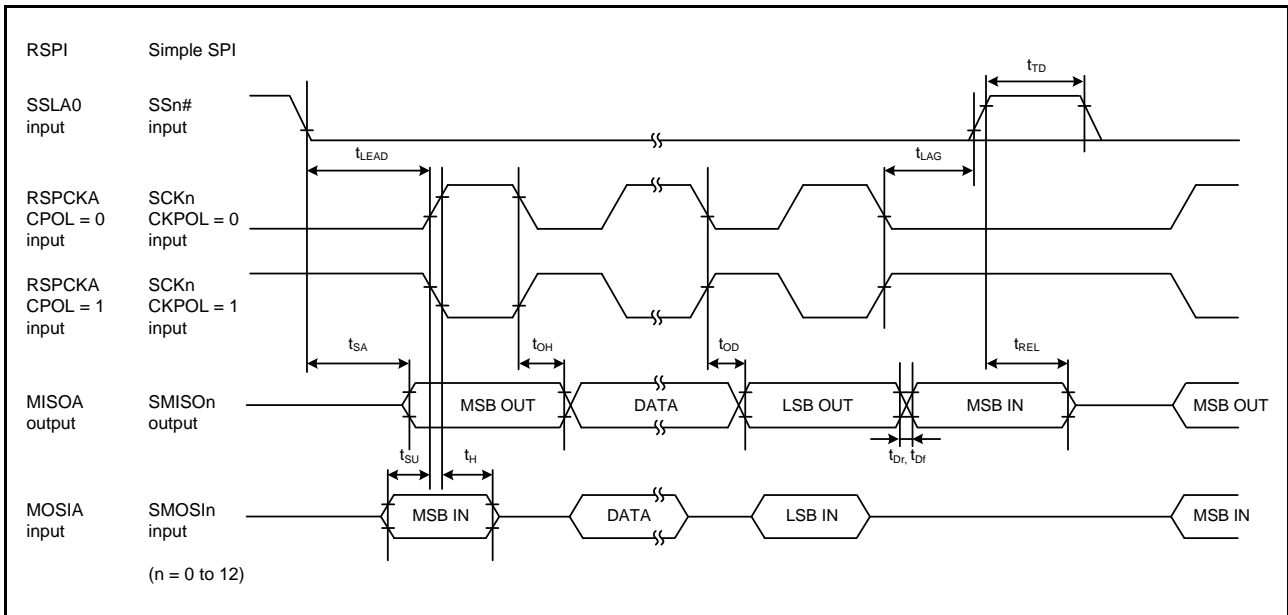 RSPI Simple SPI
SSLA0 SSn#
input input
tTD
tLEAD
tLAG
RSPCKA SCKn
CPOL = 0 CKPOL = 0
input input
RSPCKA SCKn
CPOL = 1 CKPOL = 1
input input
tSA tOH tOD tREL
MISOA SMISOn
output output
MSB OUT DATA LSB OUT MSB IN MSB OUT
tSU tH tDr, tDf
MOSIA SMOSIn
input input
MSB IN DATA LSB IN MSB IN
(n = 0 to 12)